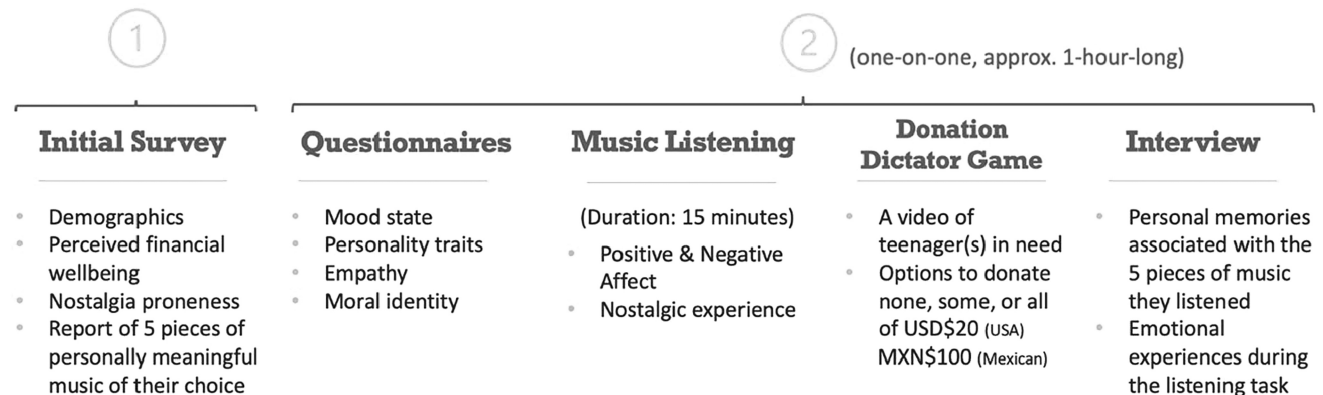 1
2 (one-on-one, approx. 1-hour-long)
Initial Survey
• Demographics
• Perceived financial
wellbeing
• Nostalgia proneness
• Report of 5 pieces of
personally meaningful
music of their choice
Questionnaires
• Mood state
• Personality traits
• Empathy
• Moral identity
Music Listening
(Duration: 15 minutes)
• Positive & Negative
Affect
• Nostalgic experience
Donation
Dictator Game
• A video of
teenager(s) in need
• Options to donate
none, some, or all
of USD$20 (USA)
MXN$100 (Mexican)
Interview
• Personal memories
associated with the
5 pieces of music
they listened
• Emotional
experiences during
the listening task